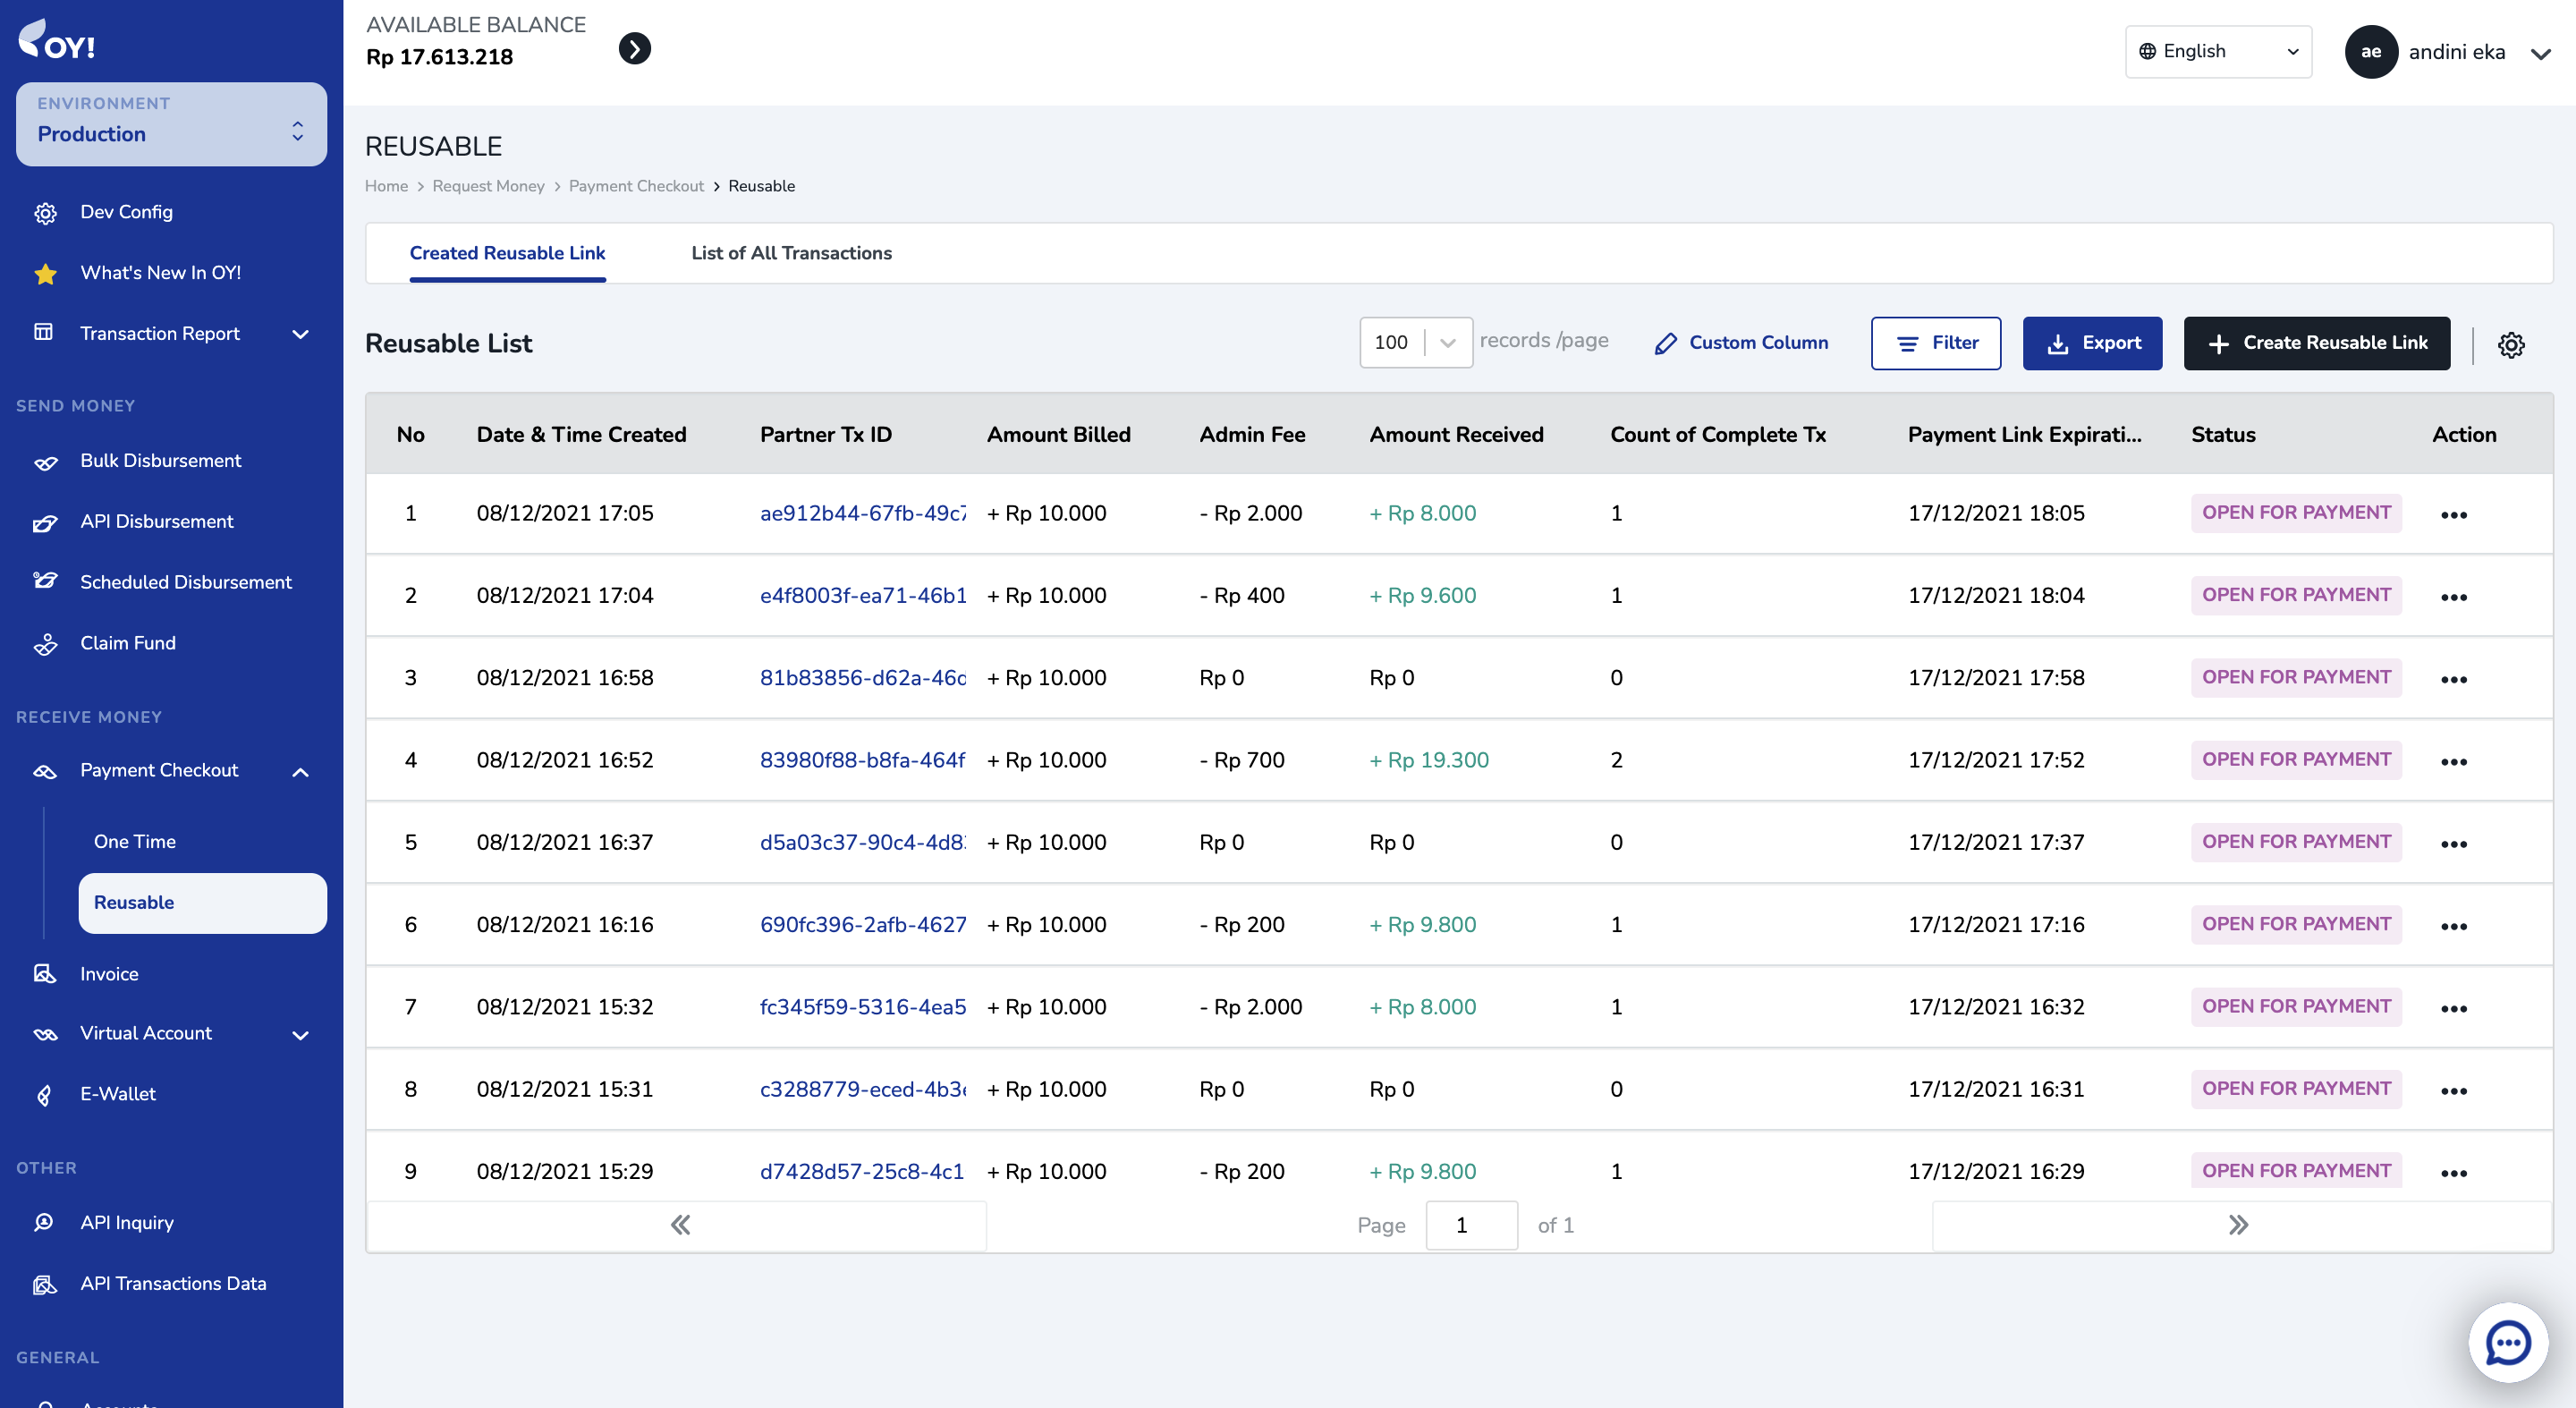 OY!
ENVIRONMENT
Production
Dev Config
What's New In OY!
Transaction Report
SEND MONEY
Bulk Disbursement
API Disbursement
Scheduled Disbursement
Claim Fund
RECEIVE MONEY
Payment Checkout
One Time
Reusable
Invoice
Virtual Account
E-Wallet
OTHER
API Inquiry
API Transactions Data
GENERAL
AVAILABLE BALANCE
Rp 17.613.218
English
ae andini eka
REUSABLE
Home > Request Money > Payment Checkout > Reusable
Created Reusable Link List of All Transactions
Reusable List 100 records /page Custom Column Filter Export + Create Reusable Link
No Date & Time Created Partner Tx ID Amount Billed Admin Fee Amount Received Count of Complete Tx Payment Link Expirati... Status Action
1 08/12/2021 17:05 ae912b44-67fb-49c7 + Rp 10.000 - Rp 2.000 + Rp 8.000 1 17/12/2021 18:05 OPEN FOR PAYMENT •••
2 08/12/2021 17:04 e4f8003f-ea71-46b1 + Rp 10.000 - Rp 400 + Rp 9.600 1 17/12/2021 18:04 OPEN FOR PAYMENT •••
3 08/12/2021 16:58 81b83856-d62a-46 + Rp 10.000 Rp 0 Rp 0 0 17/12/2021 17:58 OPEN FOR PAYMENT •••
4 08/12/2021 16:52 83980f88-b8fa-464f + Rp 10.000 - Rp 700 + Rp 19.300 2 17/12/2021 17:52 OPEN FOR PAYMENT •••
5 08/12/2021 16:37 d5a03c37-90c4-4d8 + Rp 10.000 Rp 0 Rp 0 0 17/12/2021 17:37 OPEN FOR PAYMENT •••
6 08/12/2021 16:16 690fc396-2afb-4627 + Rp 10.000 - Rp 200 + Rp 9.800 1 17/12/2021 17:16 OPEN FOR PAYMENT •••
7 08/12/2021 15:32 fc345f59-5316-4ea5 + Rp 10.000 - Rp 2.000 + Rp 8.000 1 17/12/2021 16:32 OPEN FOR PAYMENT •••
8 08/12/2021 15:31 c3288779-eced-4b3 + Rp 10.000 Rp 0 Rp 0 0 17/12/2021 16:31 OPEN FOR PAYMENT •••
9 08/12/2021 15:29 d7428d57-25c8-4c1 + Rp 10.000 - Rp 200 + Rp 9.800 1 17/12/2021 16:29 OPEN FOR PAYMENT •••
« Page 1 of 1 »